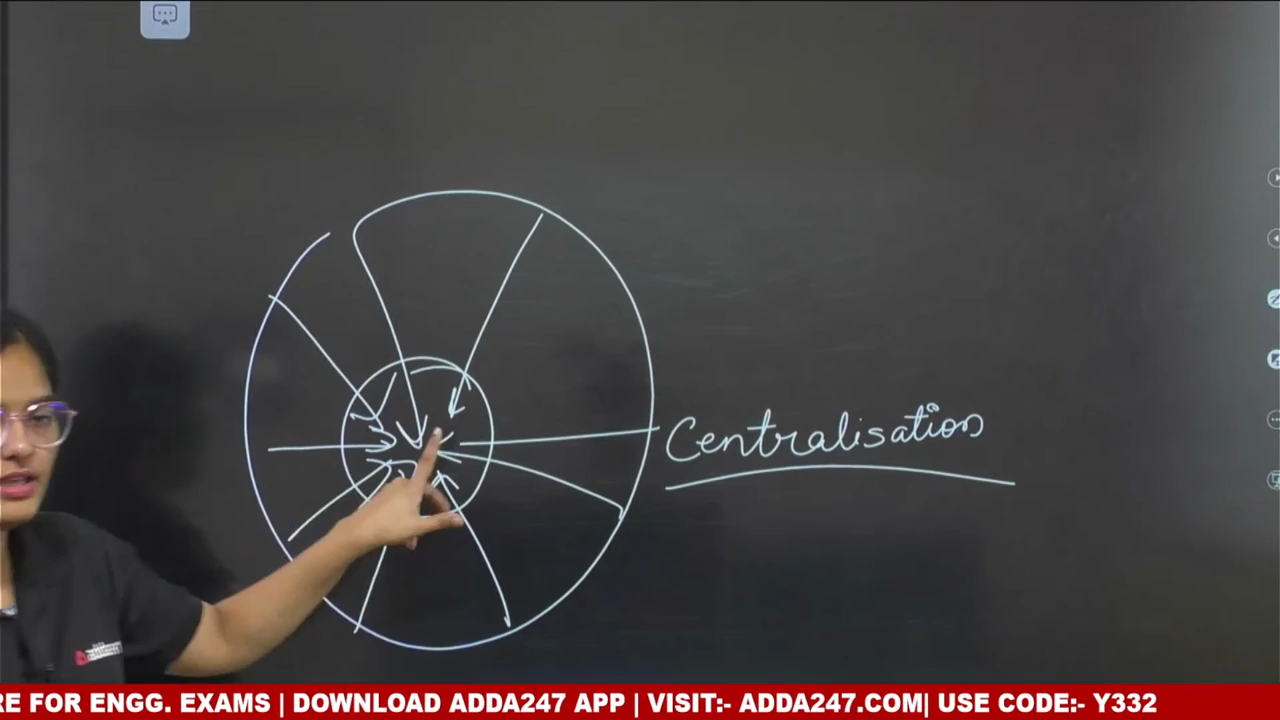 Centralisation
RE FOR ENGG. EXAMS | DOWNLOAD ADDA247 APP | VISIT:- ADDA247.COM| USE CODE:- Y332